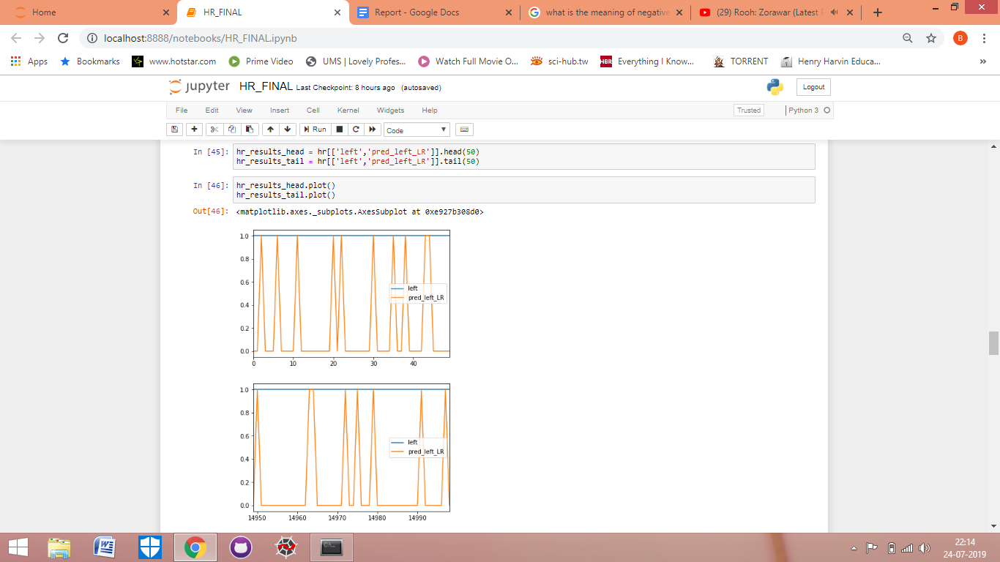 Home
HR_FINAL
Report - Google Docs
what is the meaning of negative
(29) Rooh: Zorawar (Latest
localhost:8888/notebooks/HR_FINAL.ipynb
B
Apps Bookmarks www.hotstar.com Prime Video UMS | Lovely Profes... Watch Full Movie O... sci-hub.tw HBR Everything I Know... TORRENT Henry Harvin Educa... »
jupyter HR_FINAL Last Checkpoint: 8 hours ago (autosaved) Logout
File Edit View Insert Cell Kernel Widgets Help Trusted Python 3
Run Code
In [45]: hr_results_head = hr[['left','pred_left_LR']].head(50)
hr_results_tail = hr[['left','pred_left_LR']].tail(50)
In [46]: hr_results_head.plot()
hr_results_tail.plot()
Out[46]: <matplotlib.axes._subplots.AxesSubplot at 0xe927b308d0>
1.0
0.8
0.6
left
0.4
pred_left_LR
0.2
0.0
0 10 20 30 40
1.0
0.8
0.6
left
pred_left_LR
0.4
0.2
0.0
14950 14960 14970 14980 14990
22:14
24-07-2019